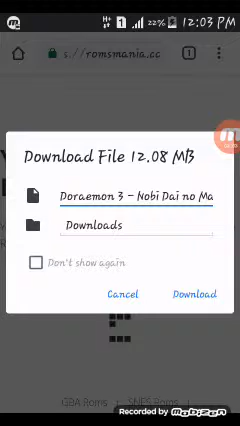 22% 12:03 PM
s://romsmania.cc
1
Download File 12.08 MB
Doraemon 3 - Nobi Dai no Ma
Downloads
Don't show again
Cancel Download
GBA Roms SNES Roms
Recorded by mobizen